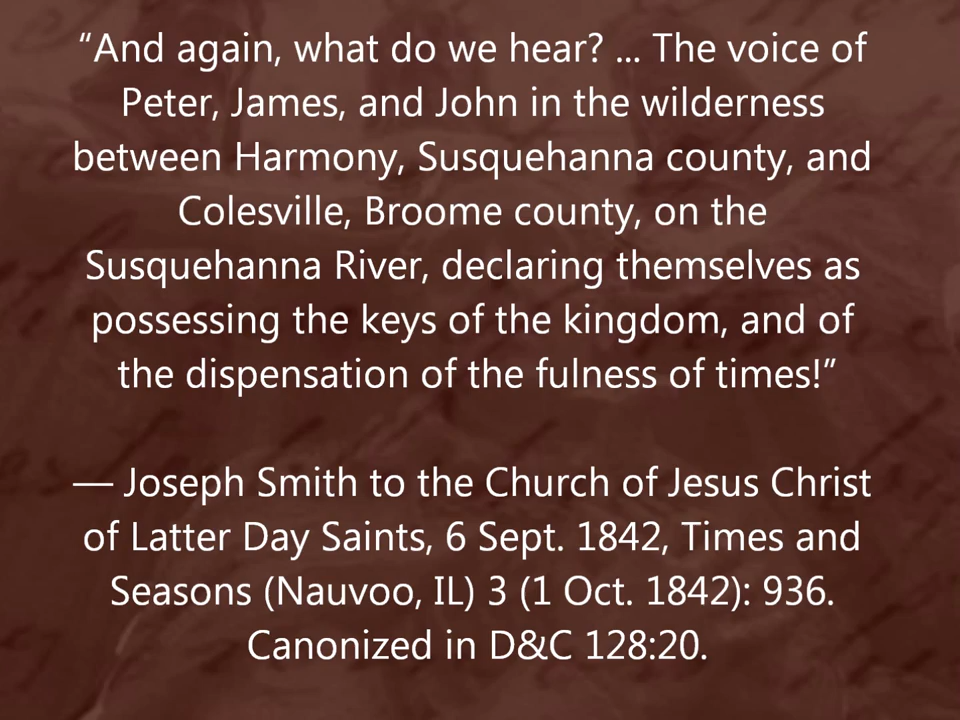 “And again, what do we hear? ... The voice of
Peter, James, and John in the wilderness
between Harmony, Susquehanna county, and
Colesville, Broome county, on the
Susquehanna River, declaring themselves as
possessing the keys of the kingdom, and of
the dispensation of the fulness of times!”
— Joseph Smith to the Church of Jesus Christ
of Latter Day Saints, 6 Sept. 1842, Times and
Seasons (Nauvoo, IL) 3 (1 Oct. 1842): 936.
Canonized in D&C 128:20.